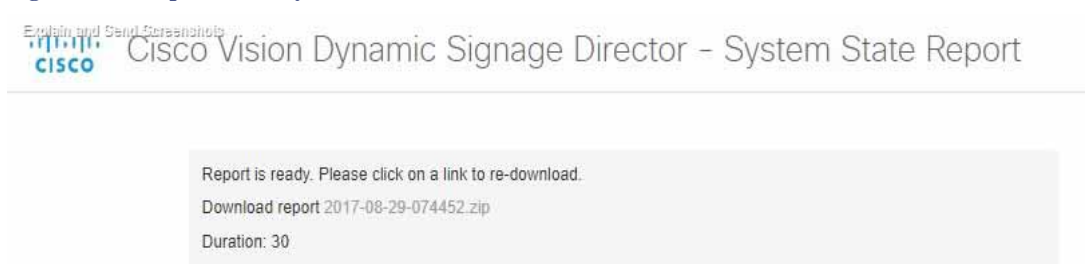 Explain and Send Screenshots
CISCO
Cisco Vision Dynamic Signage Director - System State Report
Report is ready. Please click on a link to re-download.
Download report 2017-08-29-074452.zip
Duration: 30